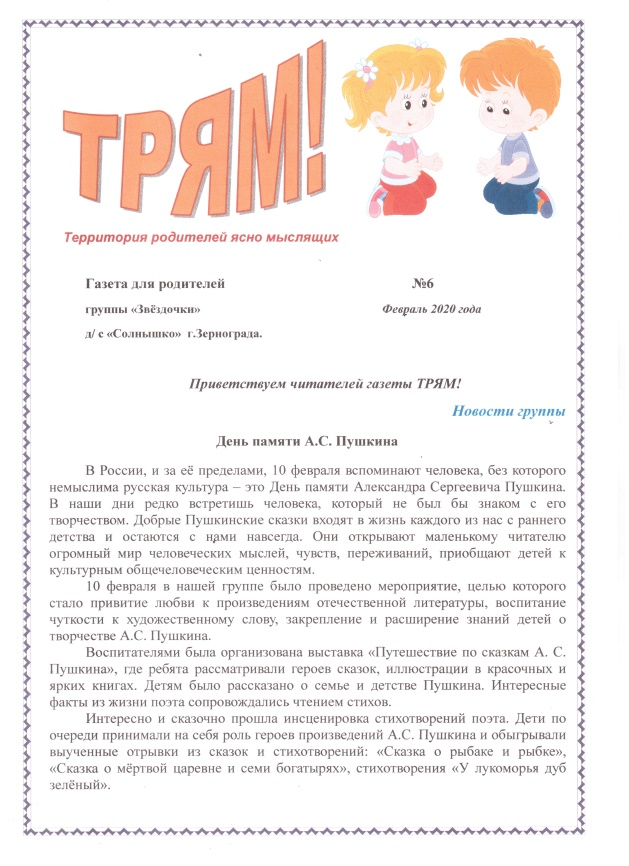 ТРЯМ!
Территория родителей ясно мыслящих
Газета для родителей №6
группы «Звёздочки» Февраль 2020 года
д/ с «Солнышко» г.Зернограда.
Приветствуем читателей газеты ТРЯМ!
Новости группы
День памяти А.С. Пушкина
В России, и за её пределами, 10 февраля вспоминают человека, без которого
немыслима русская культура – это День памяти Александра Сергеевича Пушкина.
В наши дни редко встретишь человека, который не был бы знаком с его
творчеством. Добрые Пушкинские сказки входят в жизнь каждого из нас с раннего
детства и остаются с нами навсегда. Они открывают маленькому читателю
огромный мир человеческих мыслей, чувств, переживаний, приобщают детей к
культурным общечеловеческим ценностям.
10 февраля в нашей группе было проведено мероприятие, целью которого
стало привитие любви к произведениям отечественной литературы, воспитание
чуткости к художественному слову, закрепление и расширение знаний детей о
творчестве А.С. Пушкина.
Воспитателями была организована выставка «Путешествие по сказкам А. С.
Пушкина», где ребята рассматривали героев сказок, иллюстрации в красочных и
ярких книгах. Детям было рассказано о семье и детстве Пушкина. Интересные
факты из жизни поэта сопровождались чтением стихов.
Интересно и сказочно прошла инсценировка стихотворений поэта. Дети по
очереди принимали на себя роль героев произведений А.С. Пушкина и обыгрывали
выученные отрывки из сказок и стихотворений: «Сказка о рыбаке и рыбке»,
«Сказка о мёртвой царевне и семи богатырях», стихотворения «У лукоморья дуб
зелёный».